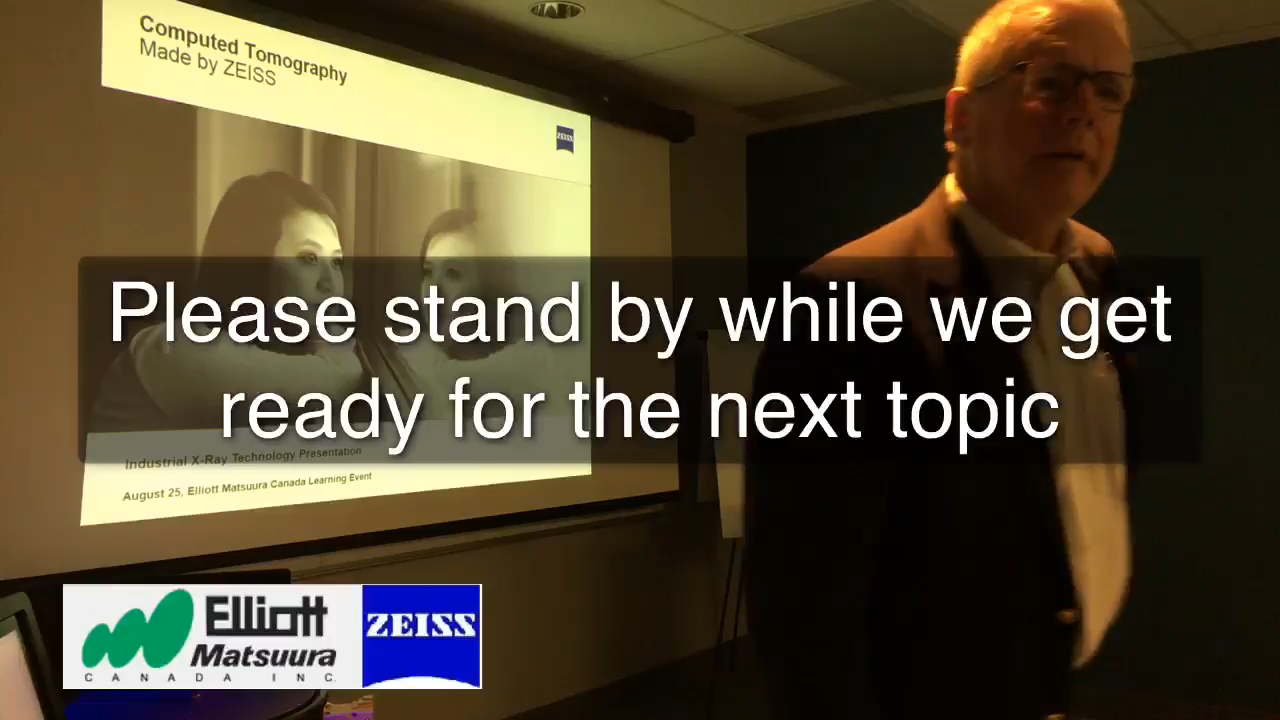 Computed Tomography
Made by ZEISS
ZEISS
Please stand by while we get
ready for the next topic
Industrial X-Ray Technology Presentation
August 25, Elliott Matsuura Canada Learning Event
Elliott
Matsuura
CANADA INC.
ZEISS